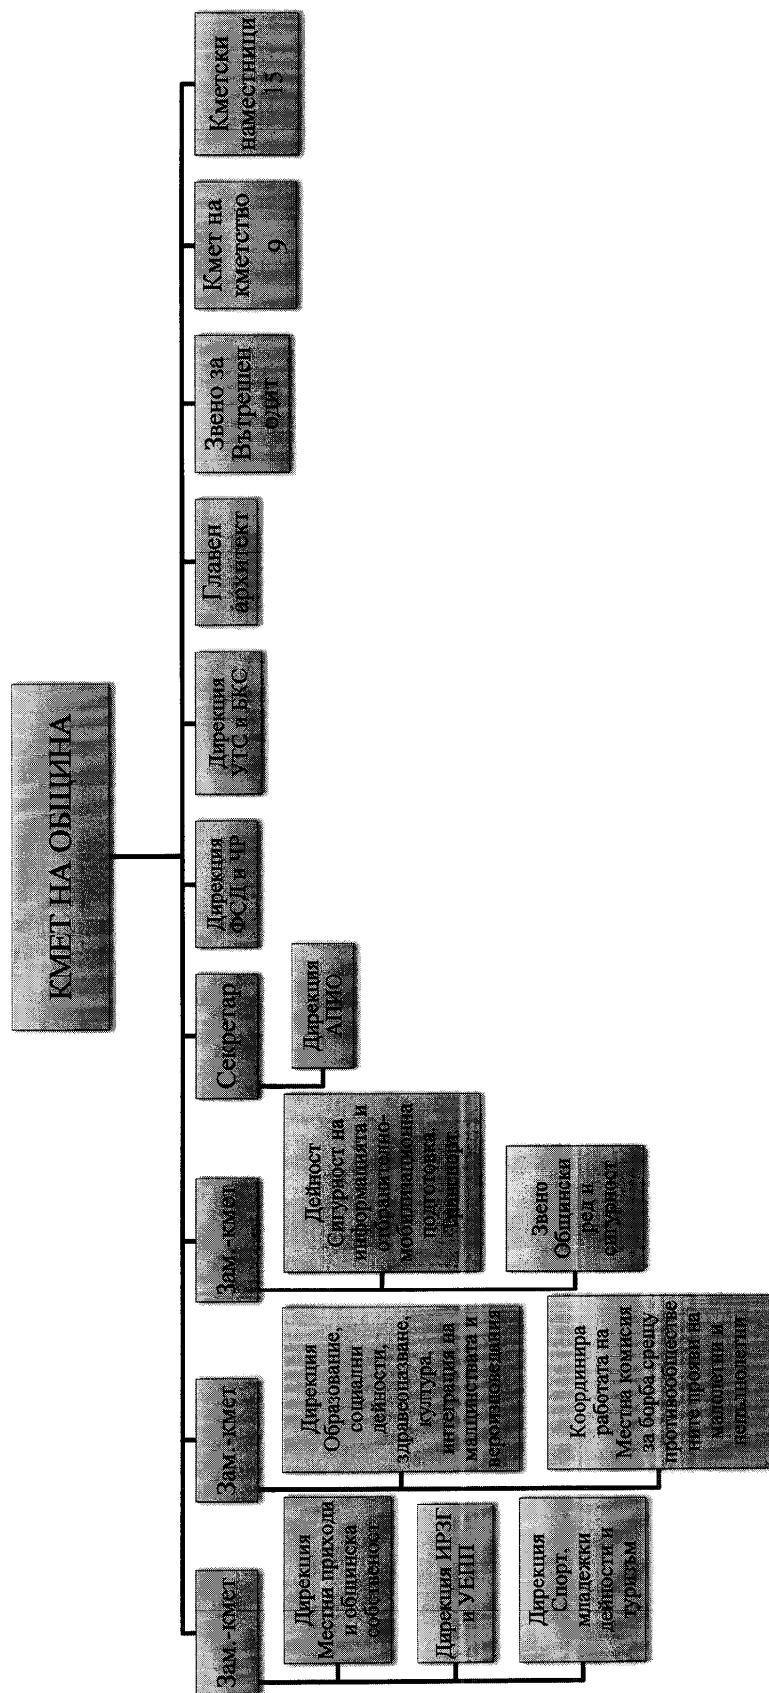 КМЕТ НА ОБЩИНА
Зам.-кмет
Дирекция
Местни приходи
и общинска
собственост
Дирекция ИРЗГ
и УЕПП
Дирекция
Спорт,
младежки
дейности и
туризъм
Зам.-кмет
Дирекция
Образование,
социални
дейности,
здравеопазване,
култура,
интеграция на
малцинствата и
вероизповедания
Координира
работата на
Местна комисия
за борба срещу
противообществе
ните прояви на
малолетни и
непълнолетни
Зам.-кмет
Дейност
Сигурност на
информацията и
отбранително-
мобилизационна
подготовка.
Транспорт
Звено
Общински
ред и
сигурност
Секретар
Дирекция
АПИО
Дирекция
ФСД и ЧР
Дирекция
УТС и БКС
Главен
архитект
Звено за
Вътрешен
одит
Кмет на
кметство
9
Кметски
наместници
15